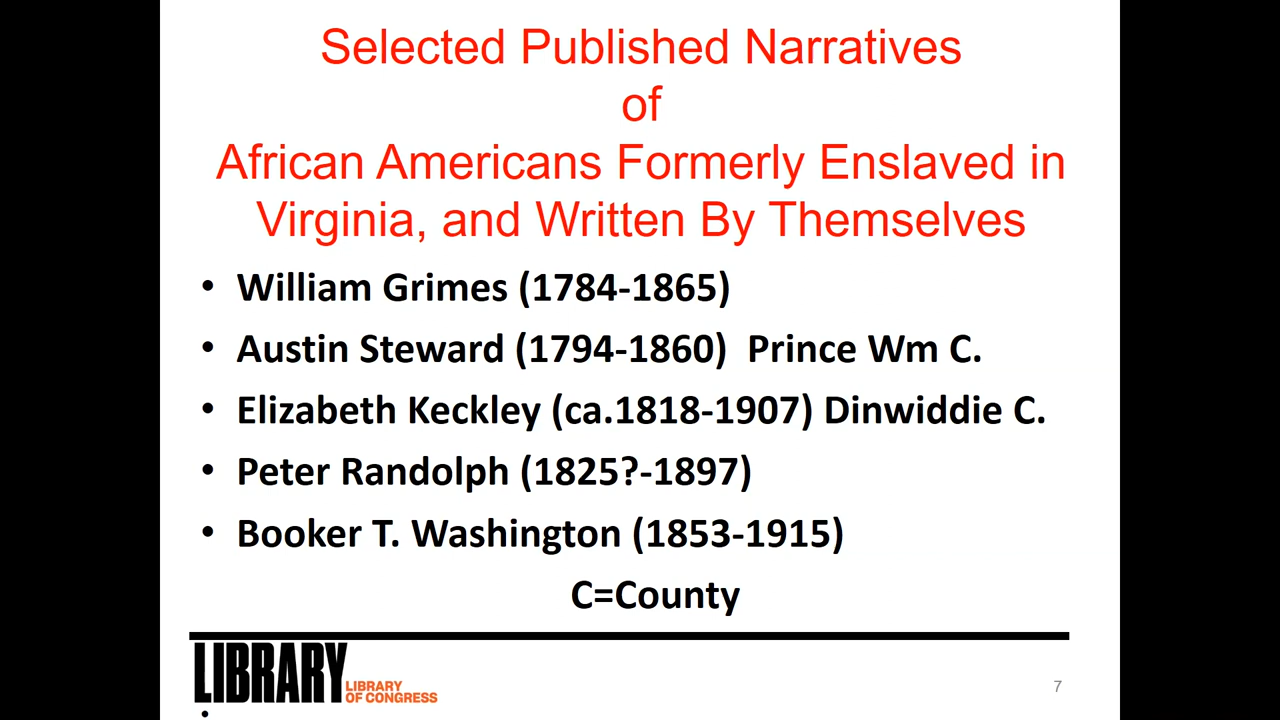 Selected Published Narratives
of
African Americans Formerly Enslaved in
Virginia, and Written By Themselves
• William Grimes (1784-1865)
• Austin Steward (1794-1860)  Prince Wm C.
• Elizabeth Keckley (ca.1818-1907) Dinwiddie C.
• Peter Randolph (1825?-1897)
• Booker T. Washington (1853-1915)
C=County
LIBRARY
LIBRARY
OF CONGRESS
7